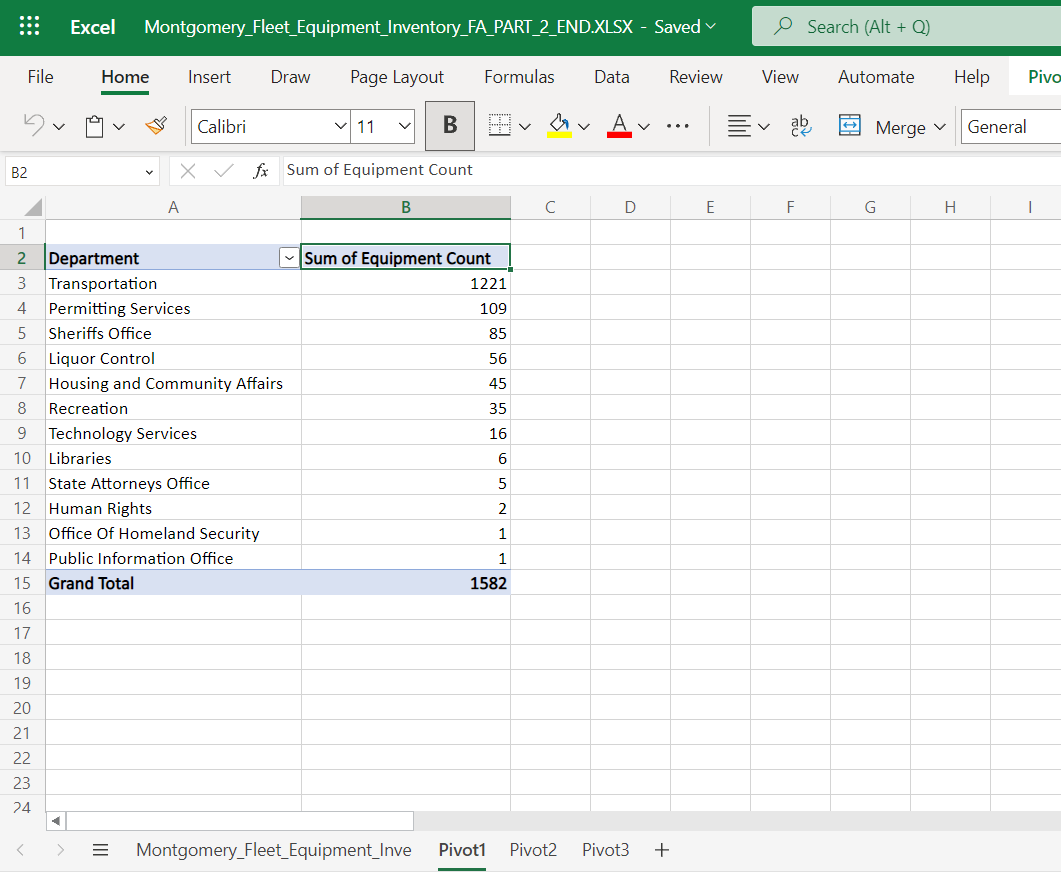 Excel Montgomery_Fleet_Equipment_Inventory_FA_PART_2_END.XLSX - Saved Search (Alt + Q)
File Home Insert Draw Page Layout Formulas Data Review View Automate Help Pivo
Calibri 11 B A ab Merge General
B2 fx Sum of Equipment Count
A B C D E F G H I
1
2 Department Sum of Equipment Count
3 Transportation 1221
4 Permitting Services 109
5 Sheriffs Office 85
6 Liquor Control 56
7 Housing and Community Affairs 45
8 Recreation 35
9 Technology Services 16
10 Libraries 6
11 State Attorneys Office 5
12 Human Rights 2
13 Office Of Homeland Security 1
14 Public Information Office 1
15 Grand Total 1582
16
17
18
19
20
21
22
23
24
Montgomery_Fleet_Equipment_Inve Pivot1 Pivot2 Pivot3